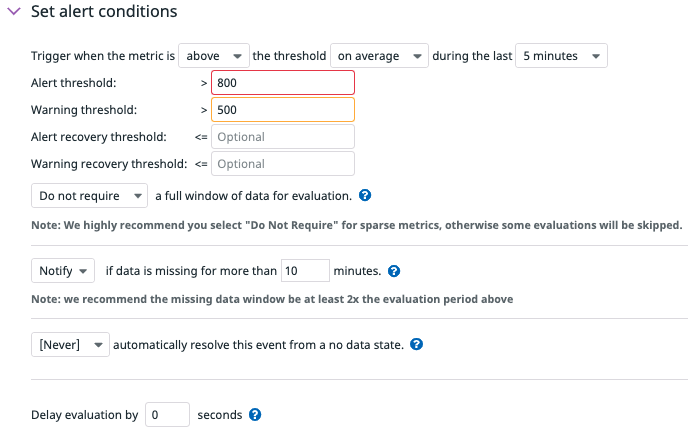 Set alert conditions
Trigger when the metric is above the threshold on average during the last 5 minutes
Alert threshold: > 800
Warning threshold: > 500
Alert recovery threshold: <= Optional
Warning recovery threshold: <= Optional
Do not require a full window of data for evaluation. ?
Note: We highly recommend you select "Do Not Require" for sparse metrics, otherwise some evaluations will be skipped.
Notify if data is missing for more than 10 minutes. ?
Note: we recommend the missing data window be at least 2x the evaluation period above
[Never] automatically resolve this event from a no data state. ?
Delay evaluation by 0 seconds ?